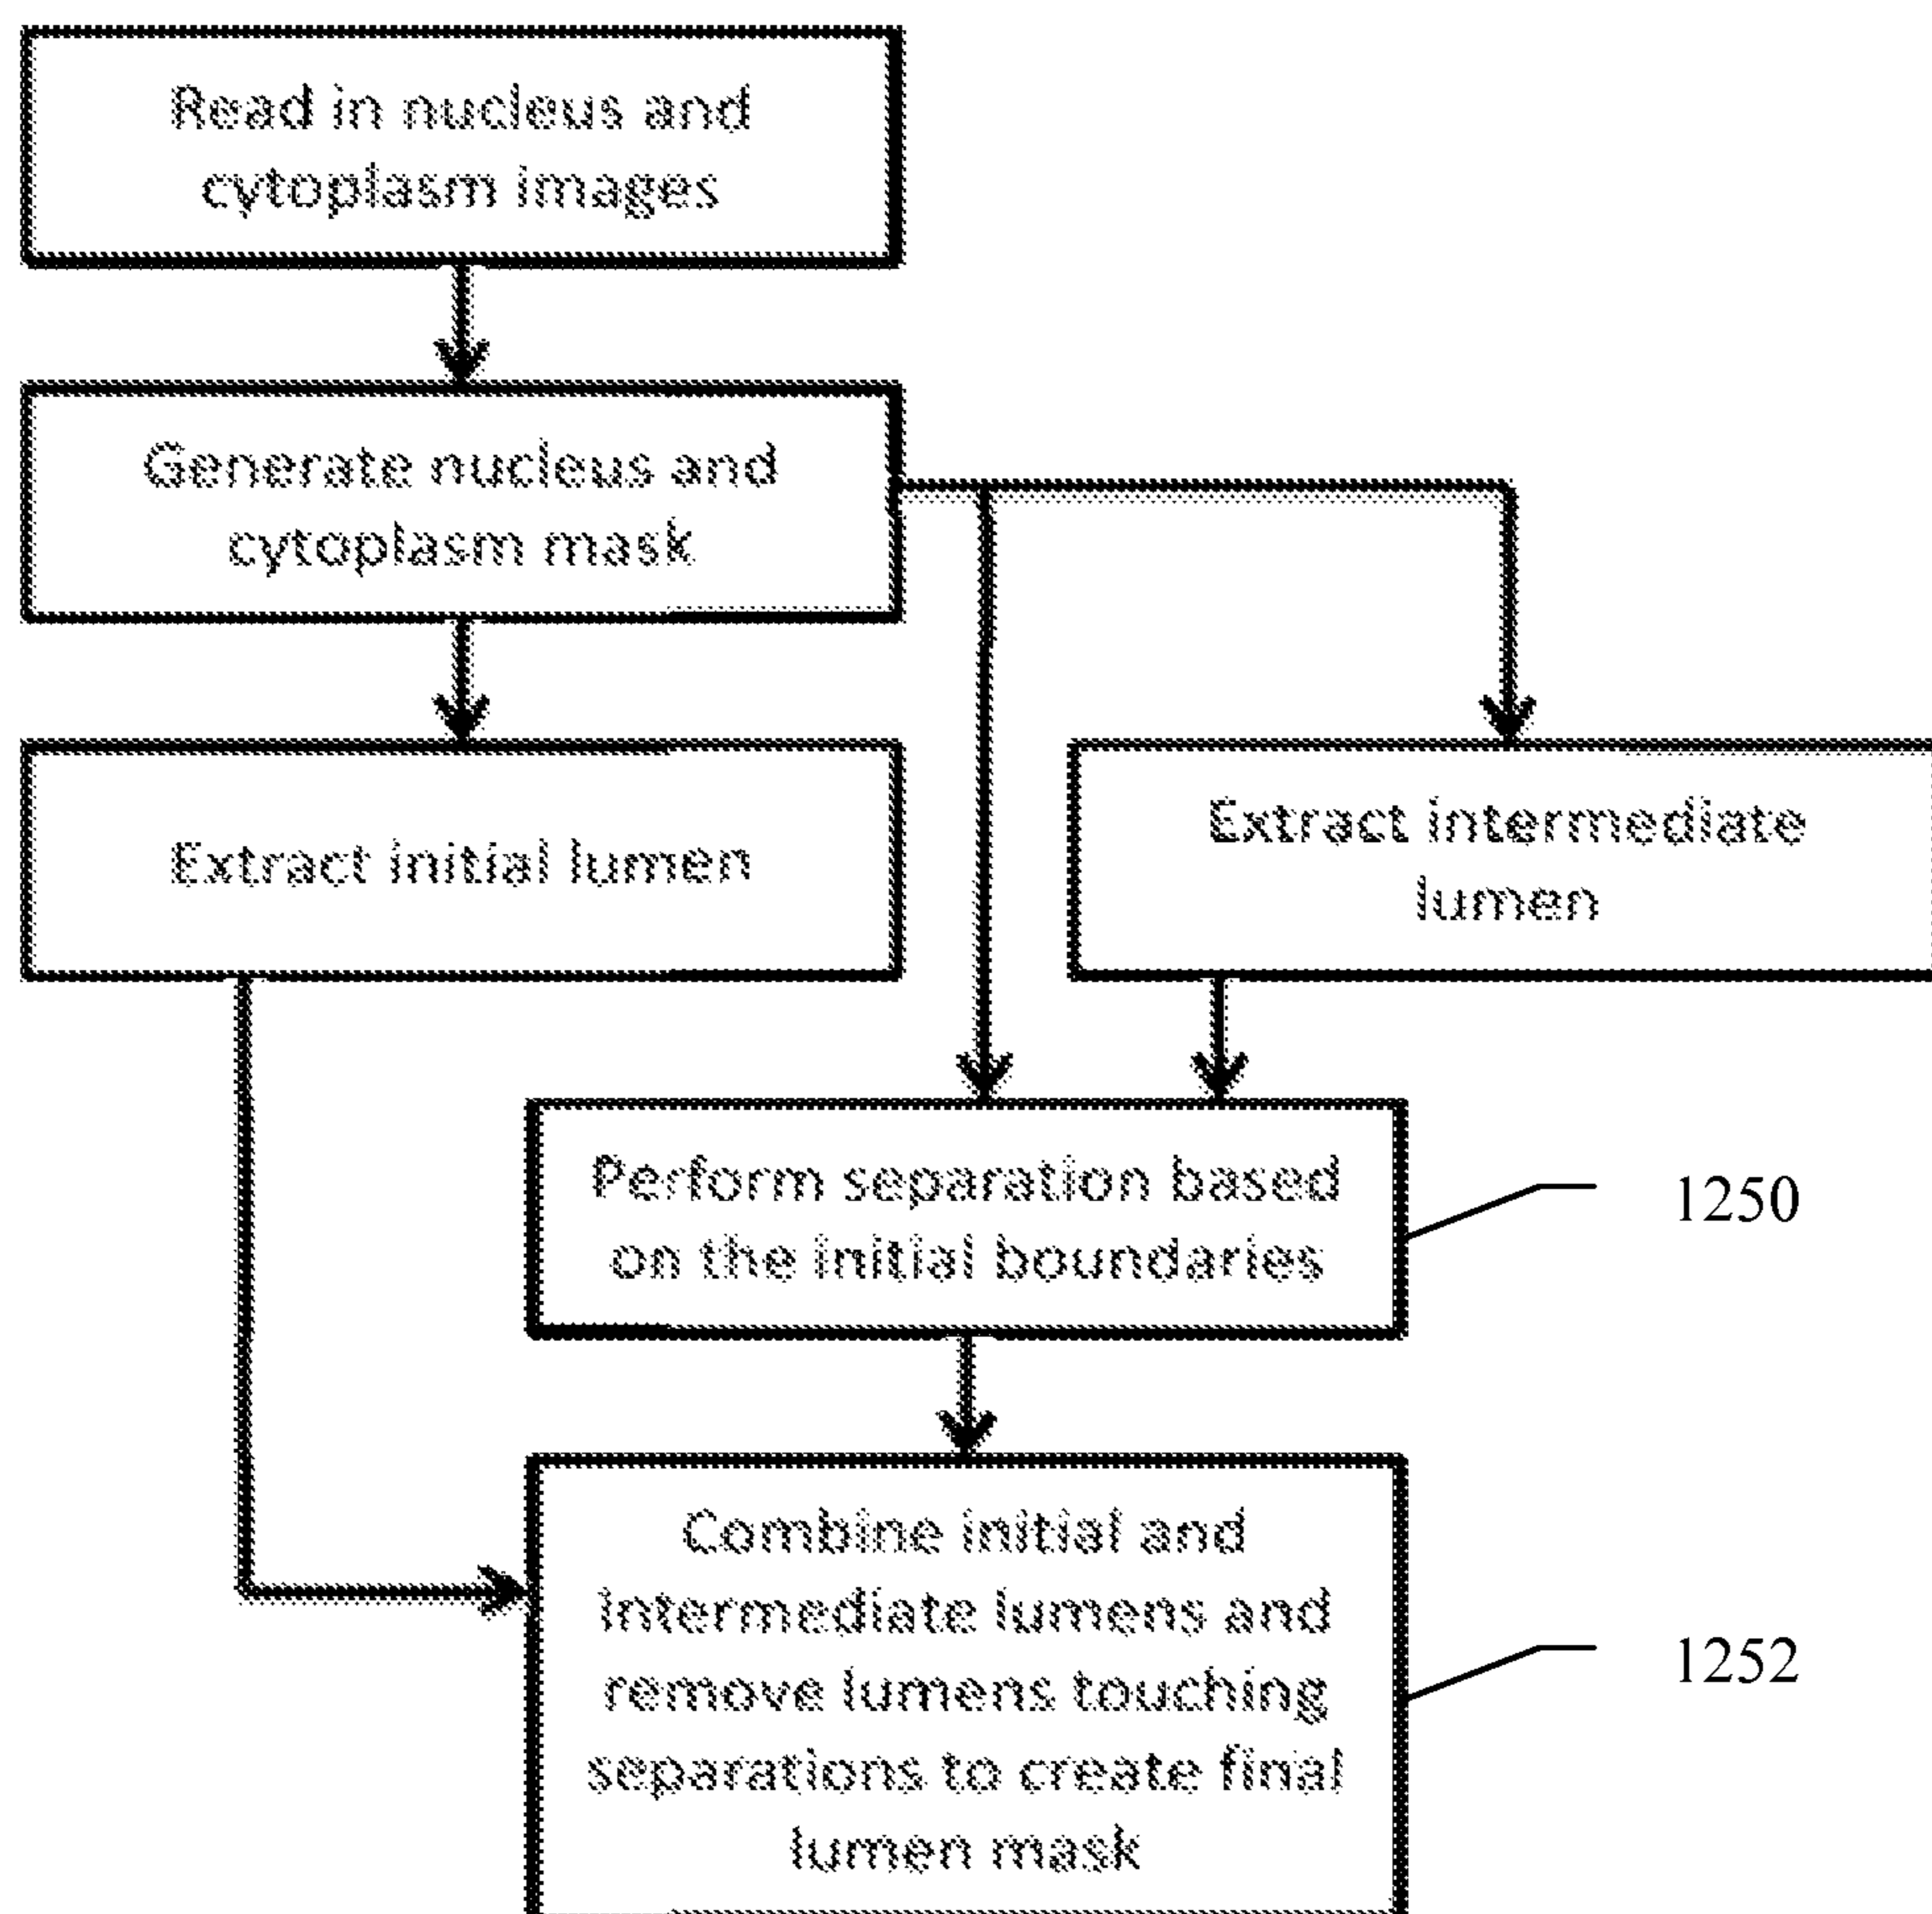 Read in nucleus and
cytoplasm images
Generate nucleus and
cytoplasm mask
Extract initial lumen
Extract intermediate
lumen
Perform separation based
on the initial boundaries
1250
Combine initial and
intermediate lumens and
remove lumens touching
separations to create final
lumen mask
1252